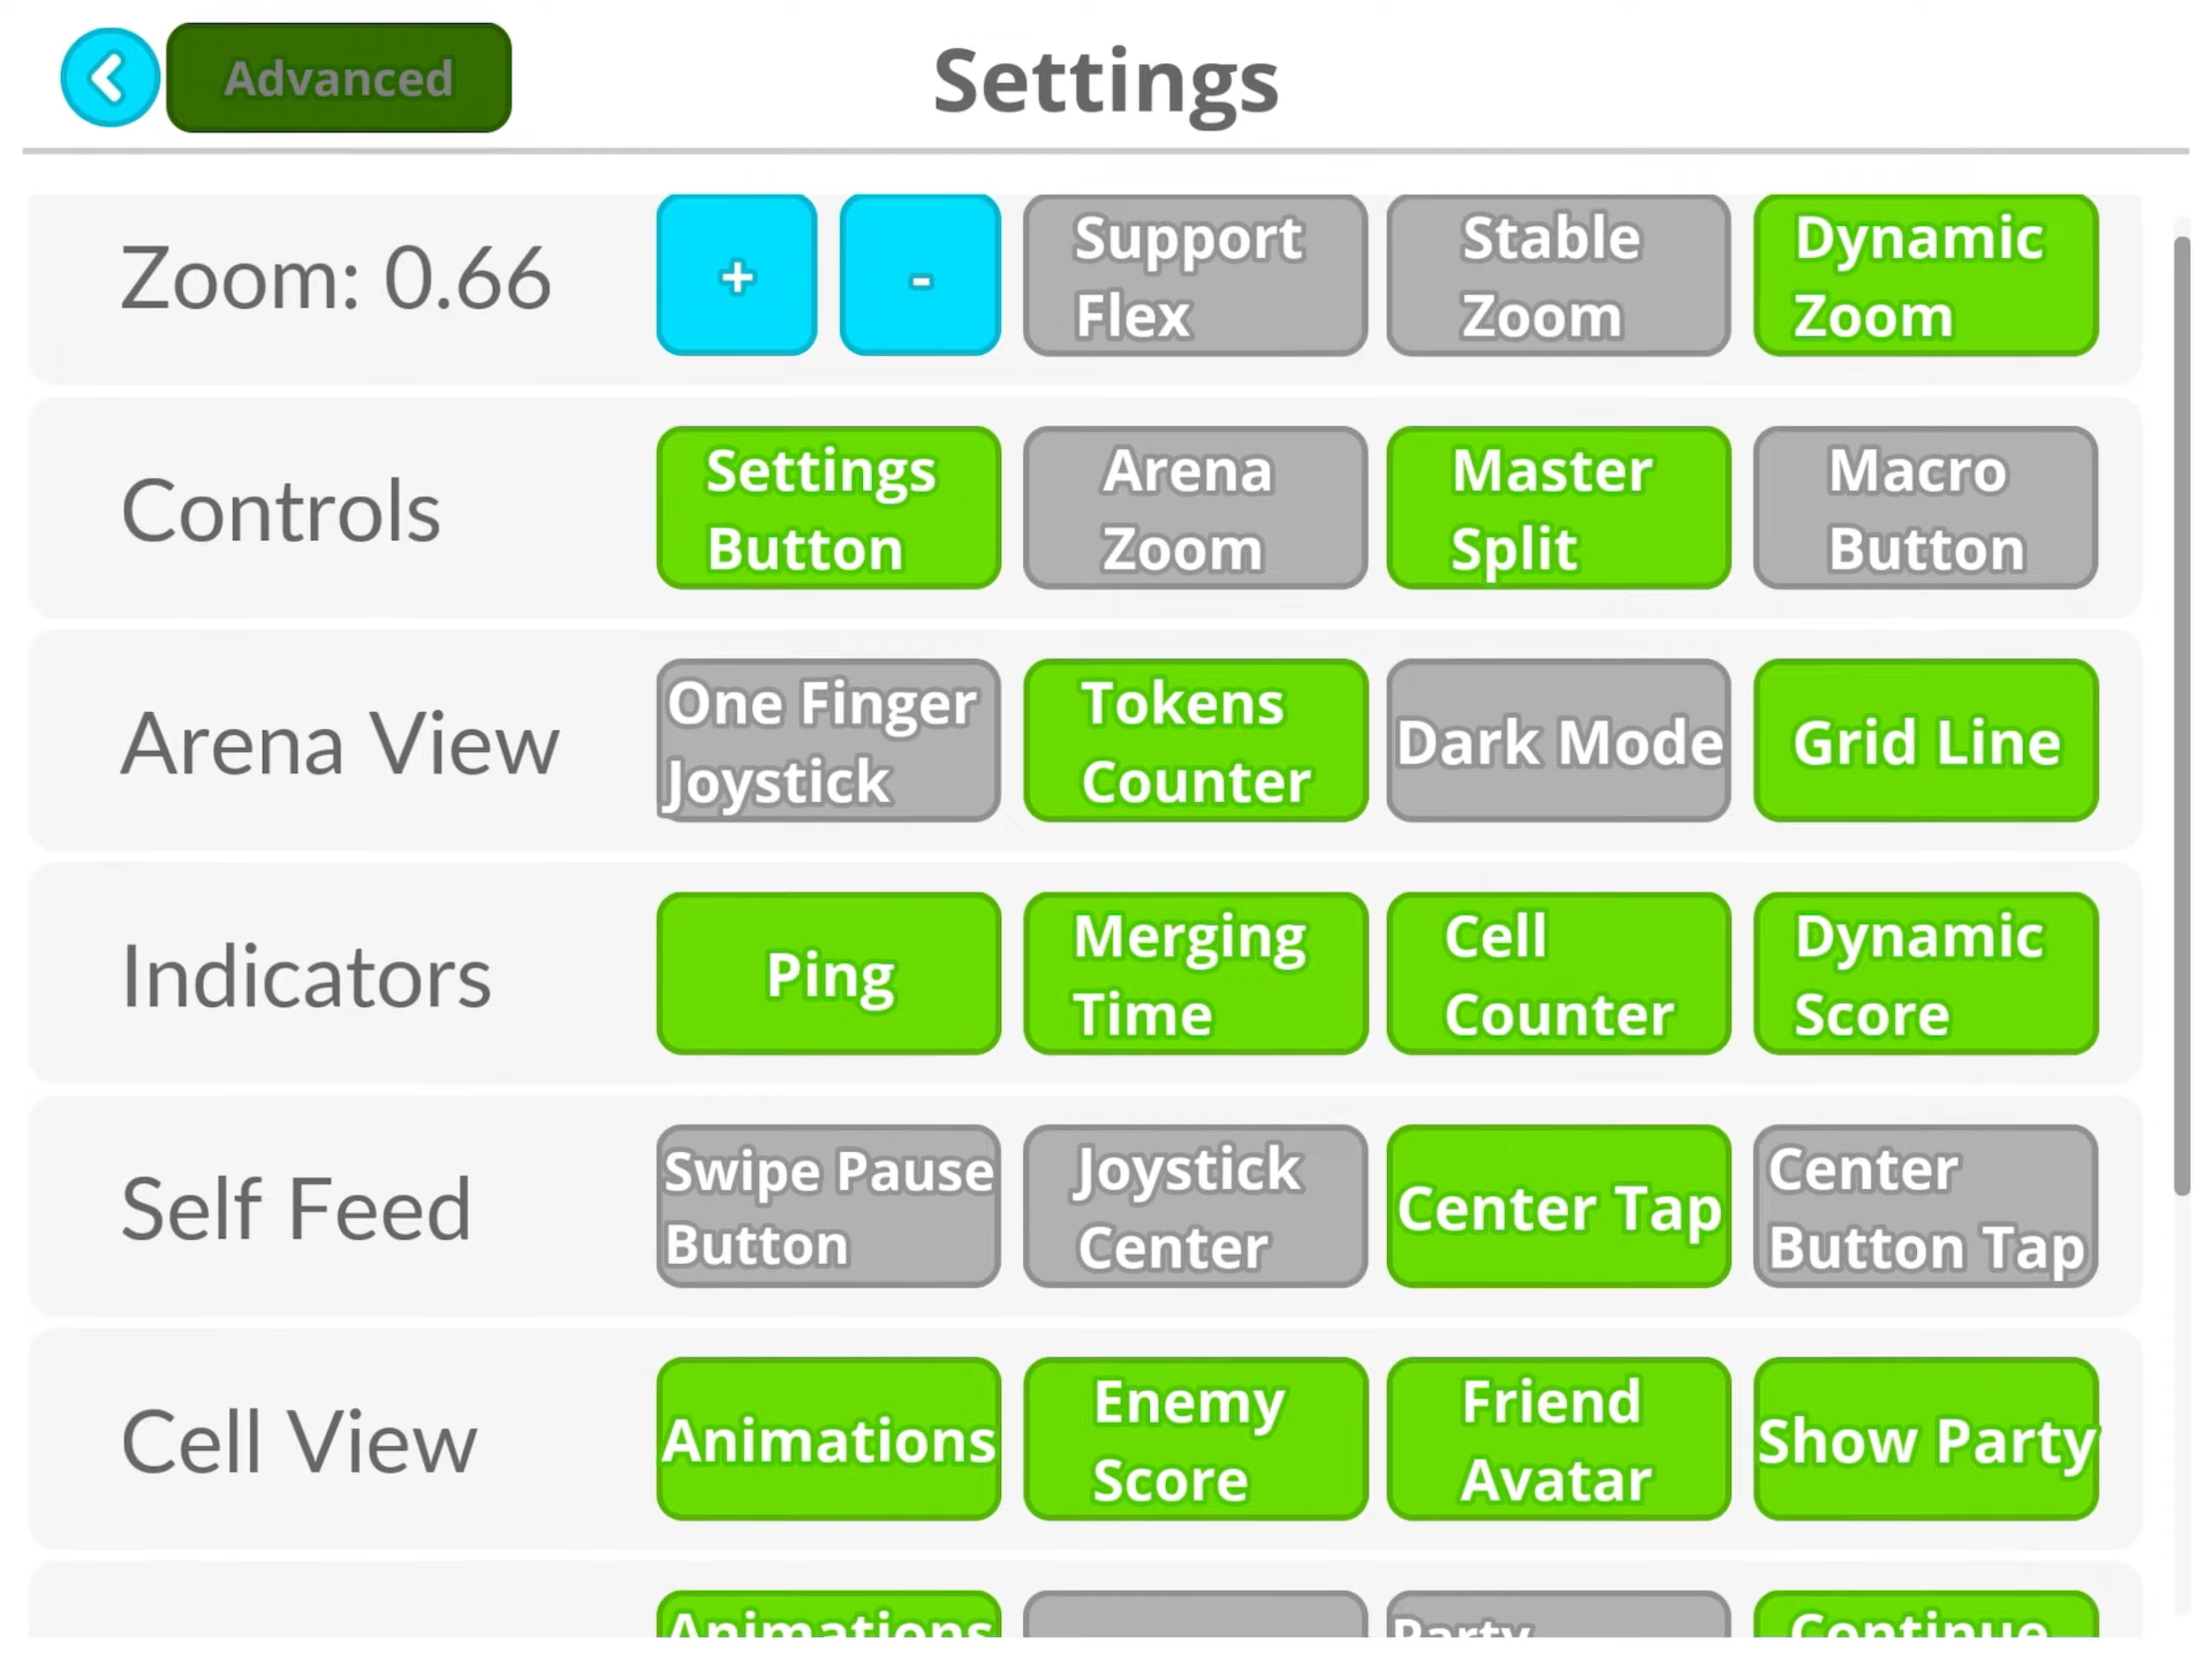 Advanced
Settings
Zoom: 0.66
+
-
Support
Flex
Stable
Zoom
Dynamic
Zoom
Controls
Settings
Button
Arena
Zoom
Master
Split
Macro
Button
Arena View
One Finger
Joystick
Tokens
Counter
Dark Mode
Grid Line
Indicators
Ping
Merging
Time
Cell
Counter
Dynamic
Score
Self Feed
Swipe Pause
Button
Joystick
Center
Center Tap
Center
Button Tap
Cell View
Animations
Enemy
Score
Friend
Avatar
Show Party
Animations
Party
Continue